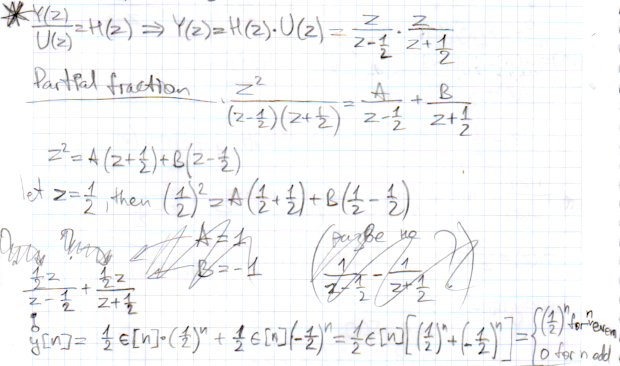 Y(z)/U(z) = H(z) ⇒ Y(z) = H(z)·U(z) = z/(z-1/2) · z/(z+1/2)
Partial fraction z²/((z-1/2)(z+1/2)) = A/(z-1/2) + B/(z+1/2)
z² = A(z+1/2) + B(z-1/2)
let z=1/2, then (1/2)² = A(1/2+1/2) + B(1/2-1/2)
A = 1
B = -1
(1/(z-1/2) - 1/(z+1/2))
1/2z/(z-1/2) + 1/2z/(z+1/2)
y[n] = 1/2 ε[n]·(1/2)ⁿ + 1/2 ε[n](-1/2)ⁿ = 1/2 ε[n][(1/2)ⁿ + (-1/2)ⁿ] = {(1/2)ⁿ for n even
0 for n odd